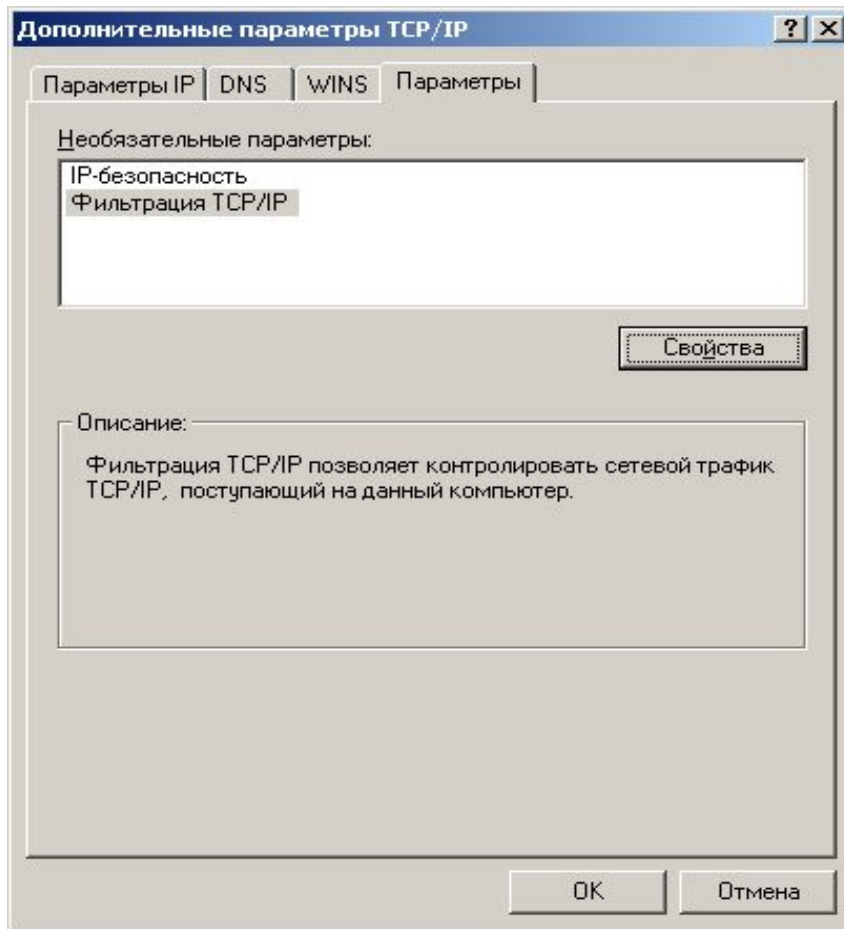 Дополнительные параметры TCP/IP
Параметры IP DNS WINS Параметры
Необязательные параметры:
IP-безопасность
Фильтрация TCP/IP
Свойства
Описание:
Фильтрация TCP/IP позволяет контролировать сетевой трафик
TCP/IP, поступающий на данный компьютер.
OK Отмена